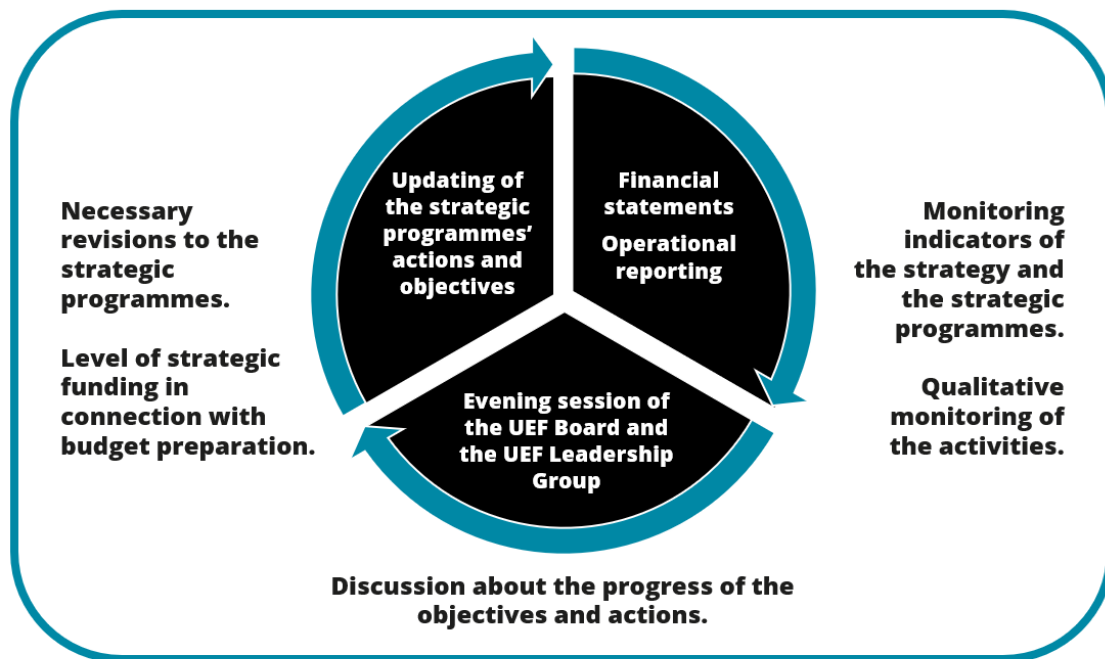 Updating of
the strategic
programmes’
actions and
objectives
Financial
statements
Operational
reporting
Evening session of
the UEF Board and
the UEF Leadership
Group
Necessary
revisions to the
strategic
programmes.
Level of strategic
funding in
connection with
budget preparation.
Monitoring
indicators of
the strategy and
the strategic
programmes.
Qualitative
monitoring of
the activities.
Discussion about the progress of the
objectives and actions.